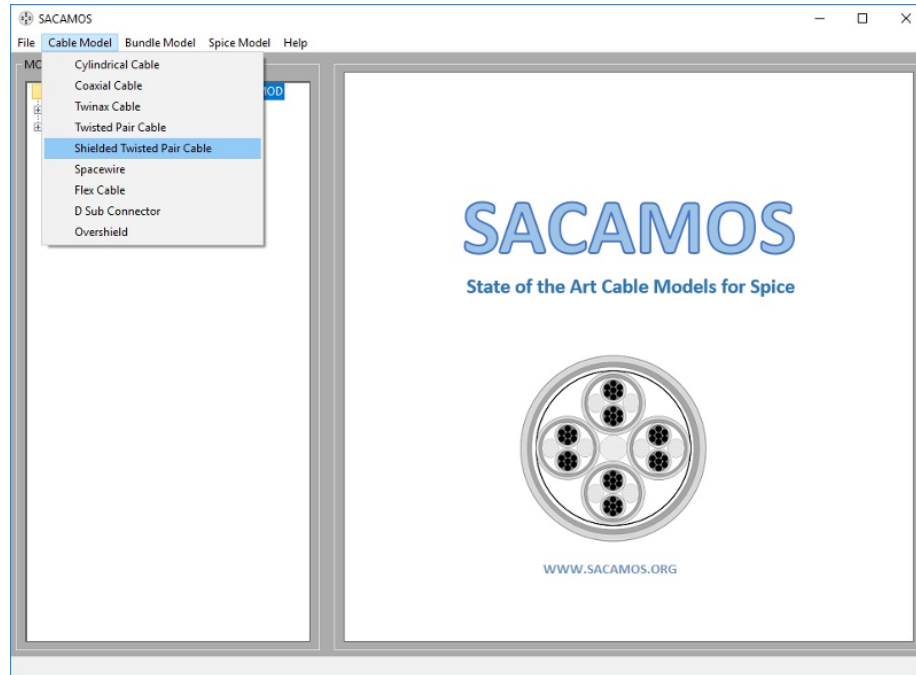 SACAMOS
File Cable Model Bundle Model Spice Model Help
Cylindrical Cable
Coaxial Cable
Twinax Cable
Twisted Pair Cable
Shielded Twisted Pair Cable
Spacewire
Flex Cable
D Sub Connector
Overshield
SACAMOS
State of the Art Cable Models for Spice
WWW.SACAMOS.ORG